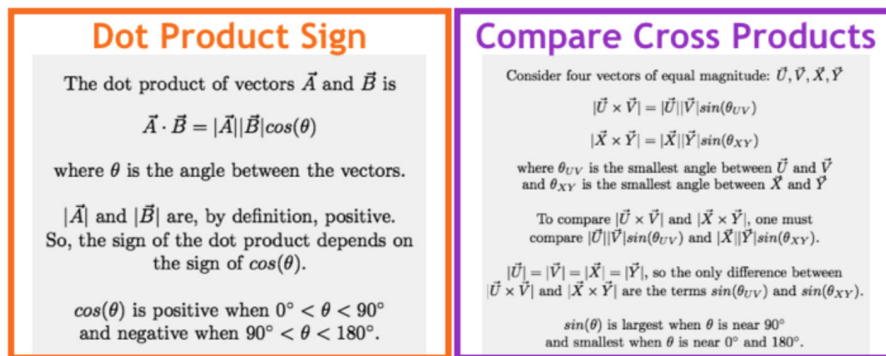 Dot Product Sign
The dot product of vectors A⃗ and B⃗ is
A⃗ · B⃗ = |A⃗||B⃗|cos(θ)
where θ is the angle between the vectors.
|A⃗| and |B⃗| are, by definition, positive.
So, the sign of the dot product depends on
the sign of cos(θ).
cos(θ) is positive when 0° < θ < 90°
and negative when 90° < θ < 180°.
Compare Cross Products
Consider four vectors of equal magnitude: U⃗, V⃗, X⃗, Y⃗
|U⃗ × V⃗| = |U⃗||V⃗|sin(θ_UV)
|X⃗ × Y⃗| = |X⃗||Y⃗|sin(θ_XY)
where θ_UV is the smallest angle between U⃗ and V⃗
and θ_XY is the smallest angle between X⃗ and Y⃗
To compare |U⃗ × V⃗| and |X⃗ × Y⃗|, one must
compare |U⃗||V⃗|sin(θ_UV) and |X⃗||Y⃗|sin(θ_XY).
|U⃗| = |V⃗| = |X⃗| = |Y⃗|, so the only difference between
|U⃗ × V⃗| and |X⃗ × Y⃗| are the terms sin(θ_UV) and sin(θ_XY).
sin(θ) is largest when θ is near 90°
and smallest when θ is near 0° and 180°.